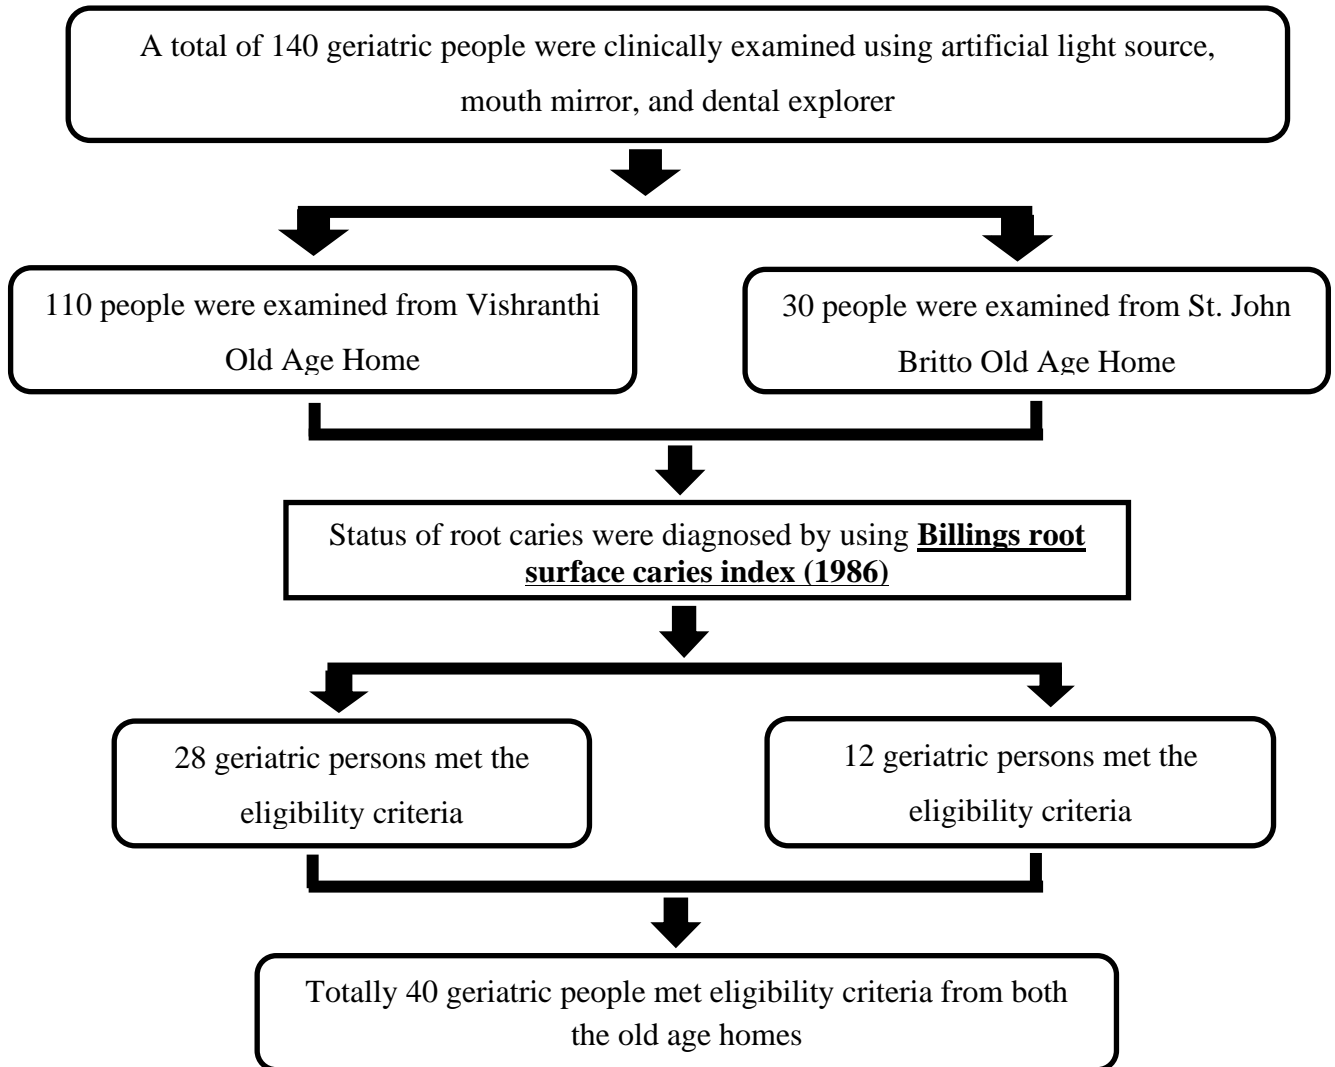 A total of 140 geriatric people were clinically examined using artificial light source,
mouth mirror, and dental explorer
110 people were examined from Vishranthi
Old Age Home
30 people were examined from St. John
Britto Old Age Home
Status of root caries were diagnosed by using Billings root
surface caries index (1986)
28 geriatric persons met the
eligibility criteria
12 geriatric persons met the
eligibility criteria
Totally 40 geriatric people met eligibility criteria from both
the old age homes